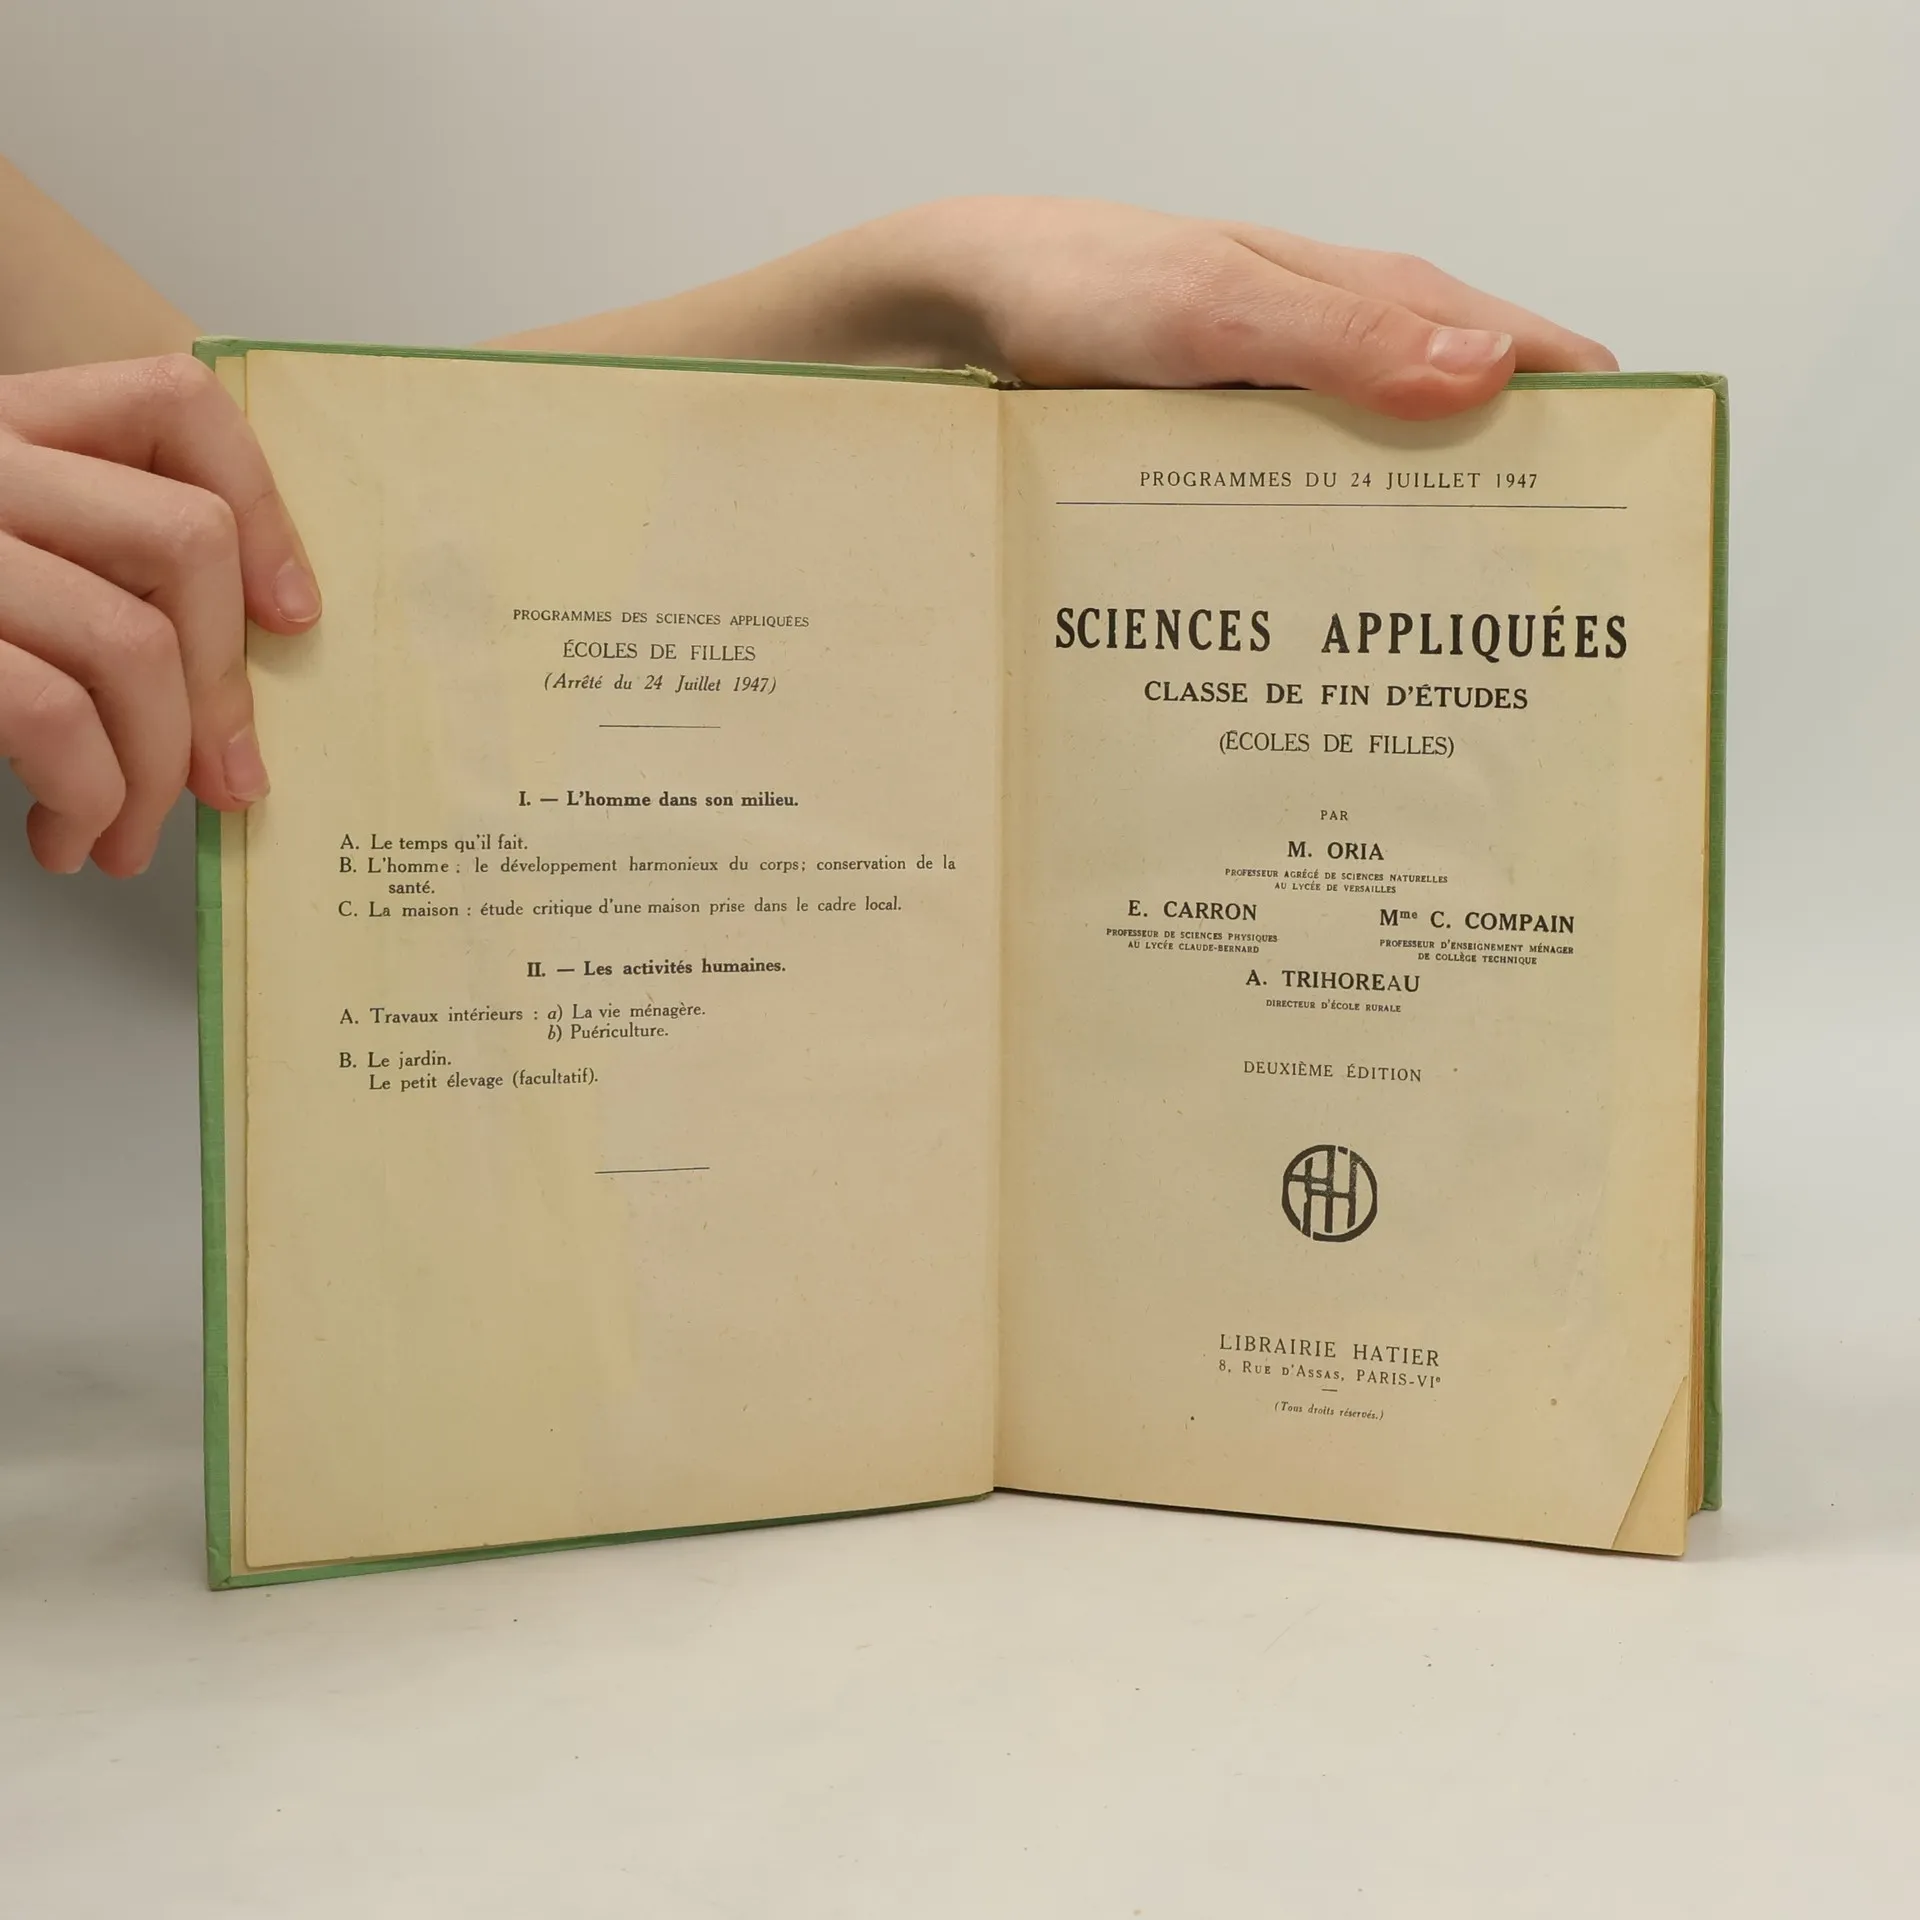 PROGRAMMES DES SCIENCES APPLIQUÉES
ÉCOLES DE FILLES
(Arrêté du 24 Juillet 1947)
I. — L'homme dans son milieu.
A. Le temps qu'il fait.
B. L'homme : le développement harmonieux du corps; conservation de la
santé.
C. La maison : étude critique d'une maison prise dans le cadre local.
II. — Les activités humaines.
A. Travaux intérieurs : a) La vie ménagère.
b) Puériculture.
B. Le jardin.
Le petit élevage (facultatif).
PROGRAMMES DU 24 JUILLET 1947
SCIENCES APPLIQUÉES
CLASSE DE FIN D'ÉTUDES
(ÉCOLES DE FILLES)
PAR
M. ORIA
PROFESSEUR AGRÉGÉ DE SCIENCES NATURELLES
AU LYCÉE DE VERSAILLES
E. CARRON
PROFESSEUR DE SCIENCES PHYSIQUES
AU LYCÉE CLAUDE-BERNARD
Mme C. COMPAIN
PROFESSEUR D'ENSEIGNEMENT MÉNAGER
DE COLLÈGE TECHNIQUE
A. TRIHOREAU
DIRECTEUR D'ÉCOLE RURALE
DEUXIÈME ÉDITION
LIBRAIRIE HATIER
8, RUE D'ASSAS, PARIS-VIe
(Tous droits réservés.)